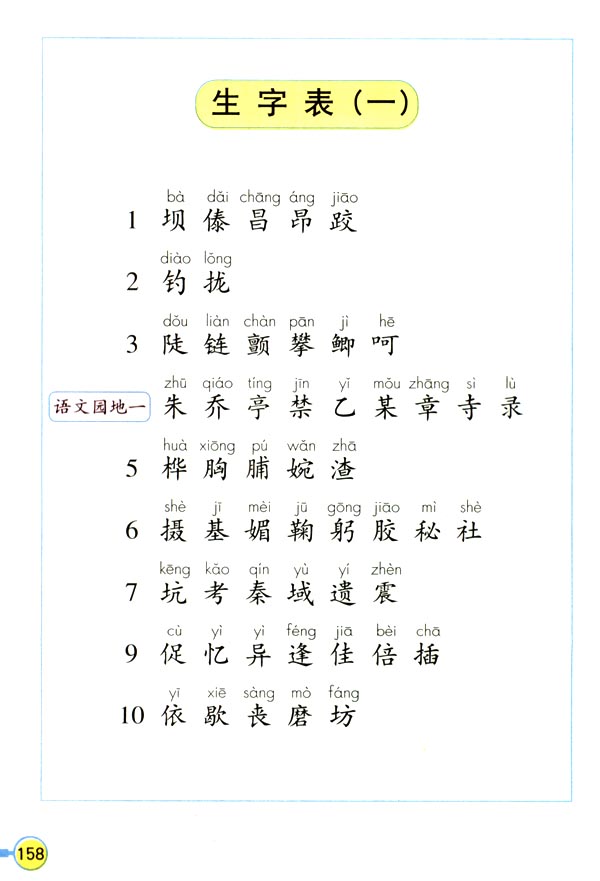 生字表（一）
bà dǎi chāng áng jiāo
1 坝 傣 昌 昂 跤
diào lǒng
2 钓 拢
dǒu liàn chàn pān jì hē
3 陡 链 颤 攀 鲫 呵
zhū qiáo tíng jīn yǐ mǒu zhāng sì lù
语文园地一 朱 乔 亭 禁 乙 某 章 寺 录
huà xiōng pú wǎn zhā
5 桦 胸 脯 婉 渣
shè jī mèi jū gōng jiāo mì shè
6 摄 基 媚 鞠 躬 胶 秘 社
kēng kǎo qín yù yí zhèn
7 坑 考 秦 域 遗 震
cù yì yì féng jiā bèi chā
9 促 忆 异 逢 佳 倍 插
yī xiē sàng mò fáng
10 依 歇 丧 磨 坊
158